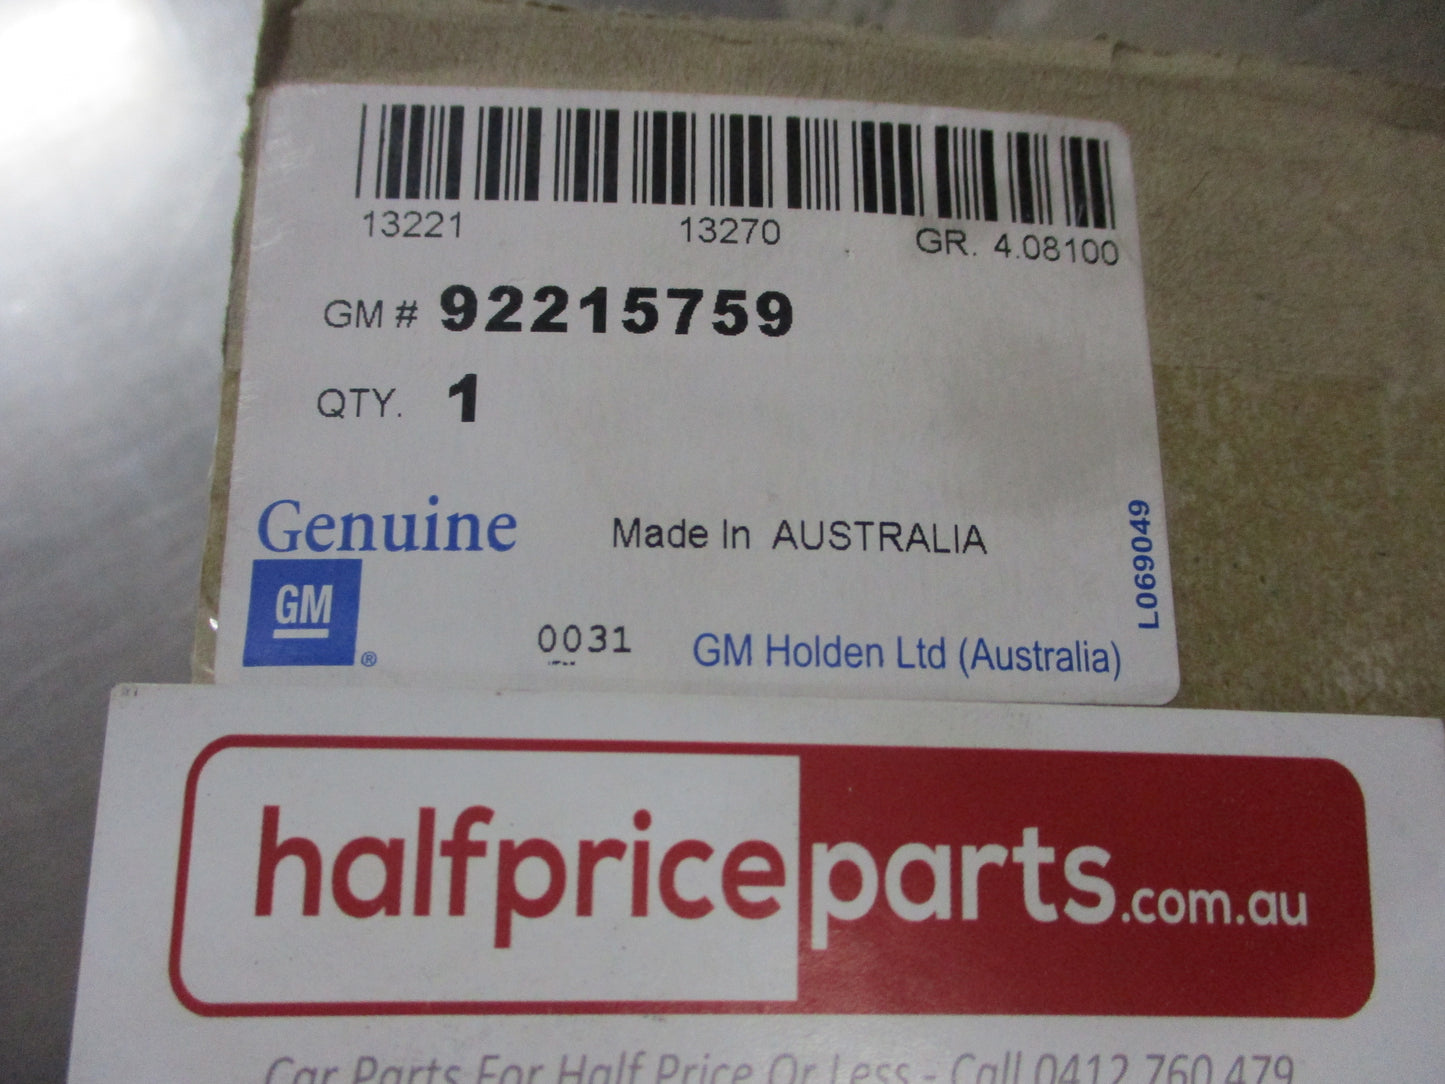 13221 13270 GR. 4.08100
GM # 92215759
QTY. 1
Genuine Made In AUSTRALIA
L069049
GM ®
0031 GM Holden Ltd (Australia)
halfpriceparts.com.au
Car Parts For Half Price Or Less - Call 0412 760 479